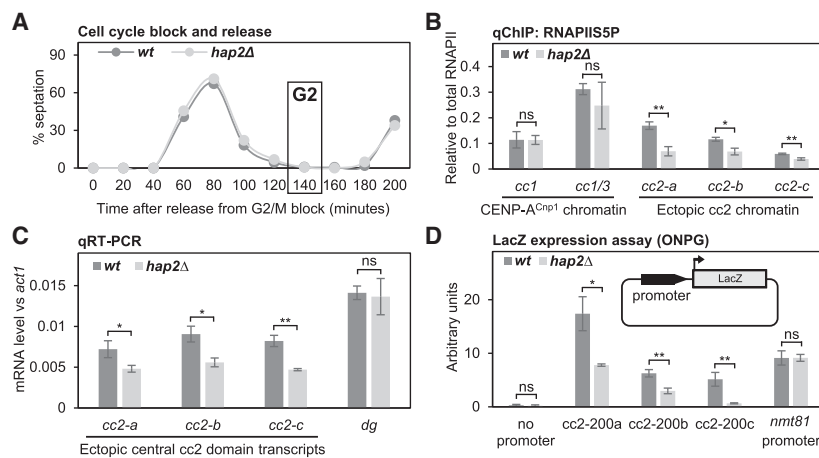 A
Cell cycle block and release
wt hap2Δ
90
60
30
0
% septation
G2
0 20 40 60 80 100 120 140 160 180 200
Time after release from G2/M block (minutes)
B
qChIP: RNAPIIS5P
wt hap2Δ
Relative to total RNAPII
0.4
0.3
0.2
0.1
0
ns ns ** * **
cc1 cc1/3 cc2-a cc2-b cc2-c
CENP-ACnp1 chromatin Ectopic cc2 chromatin
C
qRT-PCR
wt hap2Δ
mRNA level vs act1
0.015
0.01
0.005
0
* * ** ns
cc2-a cc2-b cc2-c dg
Ectopic central cc2 domain transcripts
D
LacZ expression assay (ONPG)
wt hap2Δ
LacZ
promoter
Arbitrary units
20
10
0
ns * ** ** ns
no promoter cc2-200a cc2-200b cc2-200c nmt81 promoter